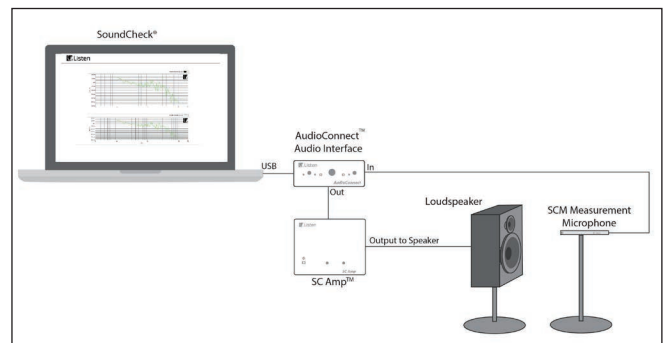 SoundCheck®
Listen
AudioConnect™
Audio Interface
USB
Listen
In
AudioConnect
Out
Loudspeaker
SCM Measurement
Microphone
Listen
Output to Speaker
SC Amp
SC Amp™